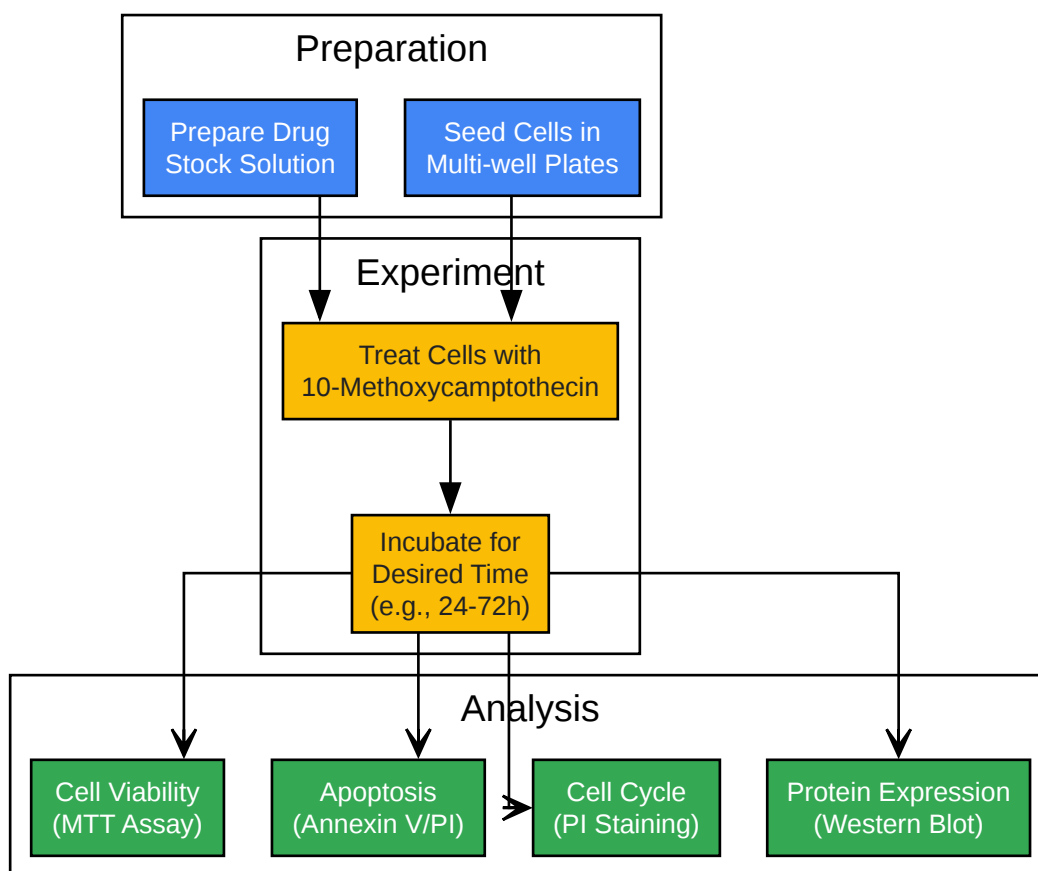 Preparation
Prepare Drug
Stock Solution
Seed Cells in
Multi-well Plates
Experiment
Treat Cells with
10-Methoxycamptothecin
Incubate for
Desired Time
(e.g., 24-72h)
Analysis
Cell Viability
(MTT Assay)
Apoptosis
(Annexin V/PI)
Cell Cycle
(PI Staining)
Protein Expression
(Western Blot)